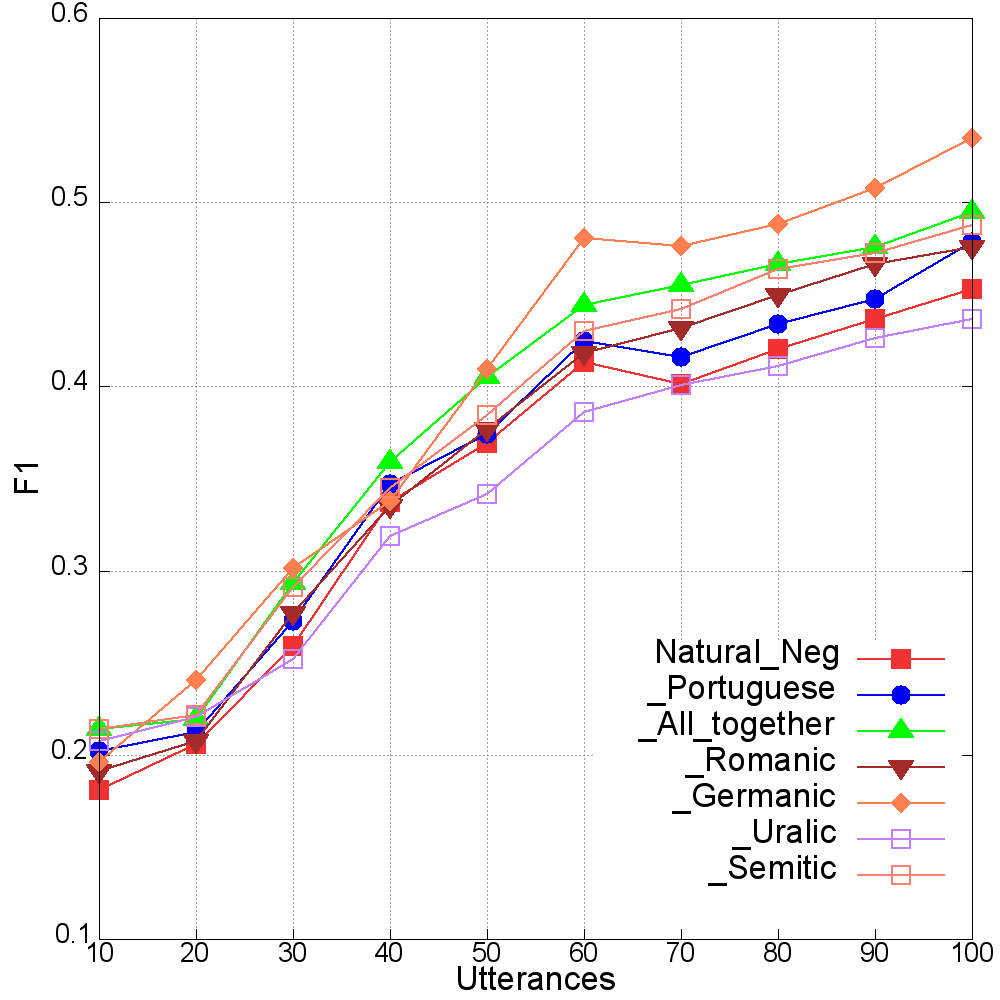 0.6
0.5
0.4
0.3
0.2
0.1
F1
10 20 30 40 50 60 70 80 90 100
Utterances
Natural_Neg
_Portuguese
_All_together
_Romanic
_Germanic
_Uralic
_Semitic